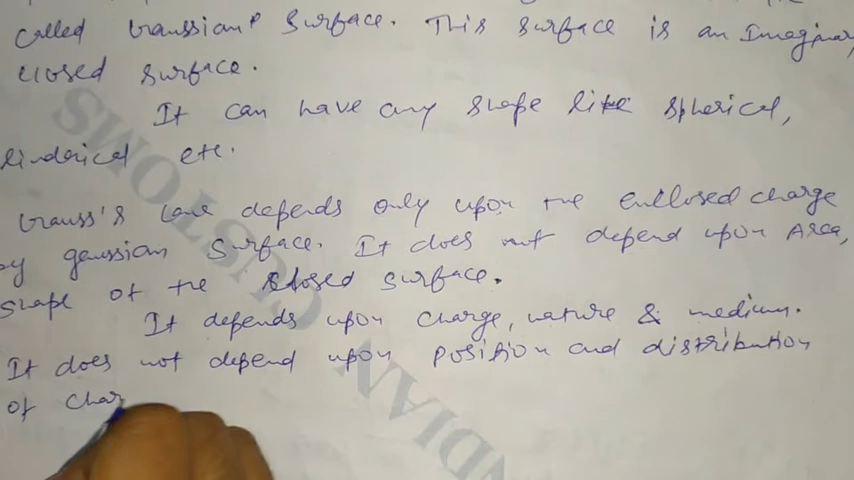 called Gaussian Surface. This surface is an Imaginary
closed surface.
It can have any shape like spherical,
lindrical etc.
Gauss's law depends only upon the enclosed charge
by gaussian surface. It does not depend upon Area,
shape of the closed surface.
It depends upon charge, nature & medium.
It does not depend upon position and distribution
of char
INDIAN CUSTOMS